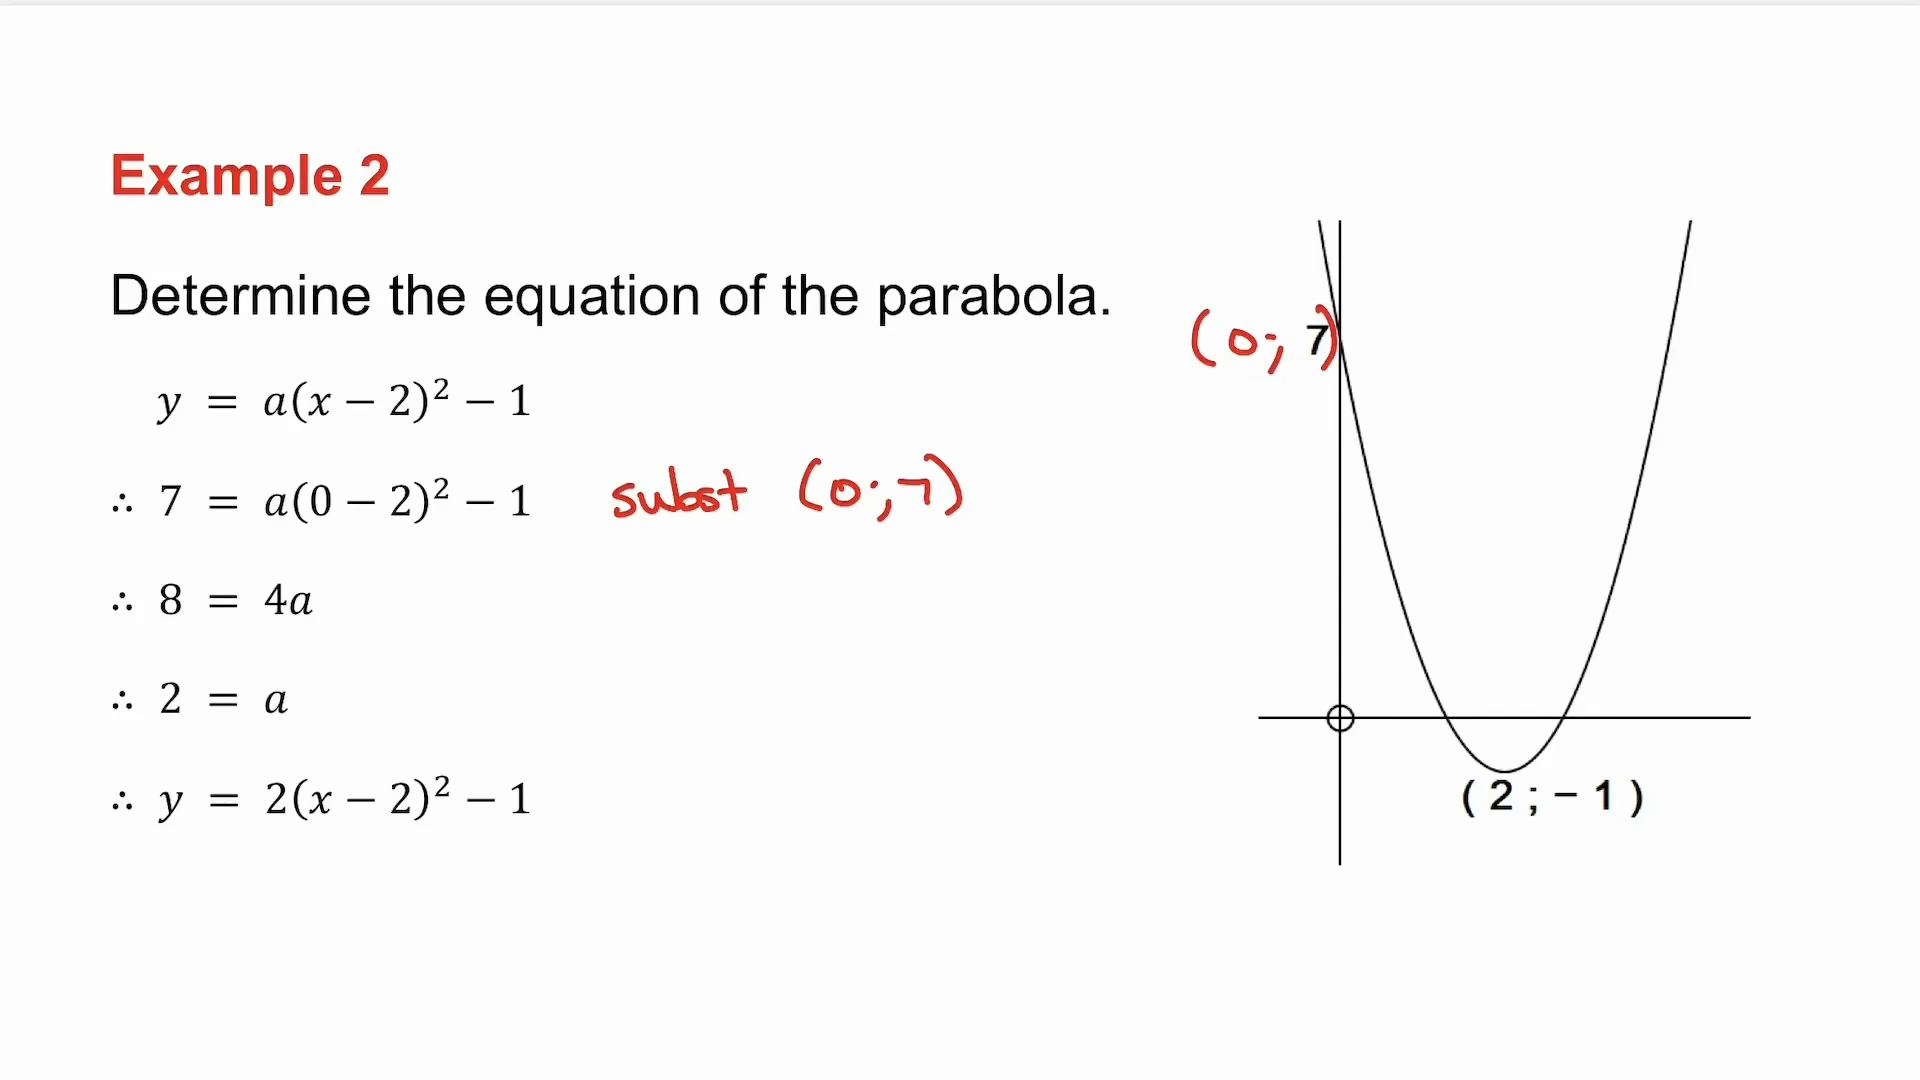 Example 2
Determine the equation of the parabola.
y = a(x − 2)² − 1
∴ 7 = a(0 − 2)² − 1 subst (0;7)
∴ 8 = 4a
∴ 2 = a
∴ y = 2(x − 2)² − 1
(0; 7)
(2;−1)